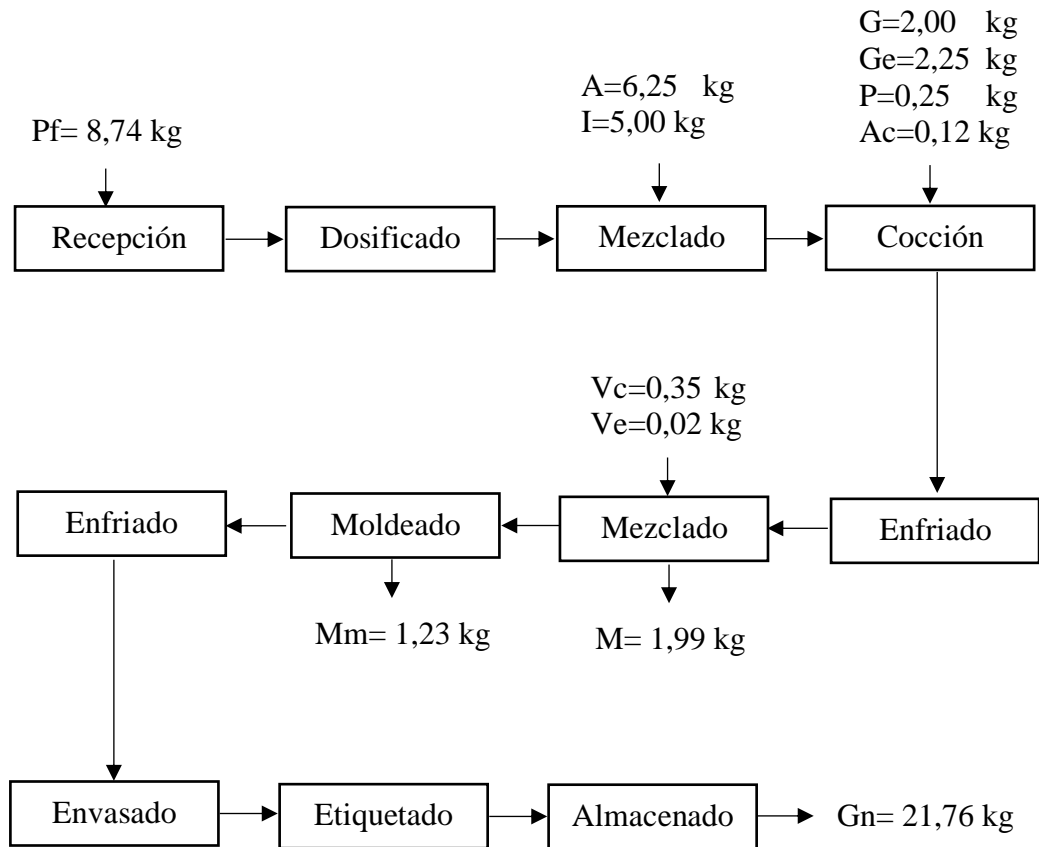 G=2,00 kg
Ge=2,25 kg
P=0,25 kg
Ac=0,12 kg
A=6,25 kg
I=5,00 kg
Pf= 8,74 kg
Recepción
Dosificado
Mezclado
Cocción
Vc=0,35 kg
Ve=0,02 kg
Enfriado
Moldeado
Mezclado
Enfriado
Mm= 1,23 kg
M= 1,99 kg
Envasado
Etiquetado
Almacenado
Gn= 21,76 kg